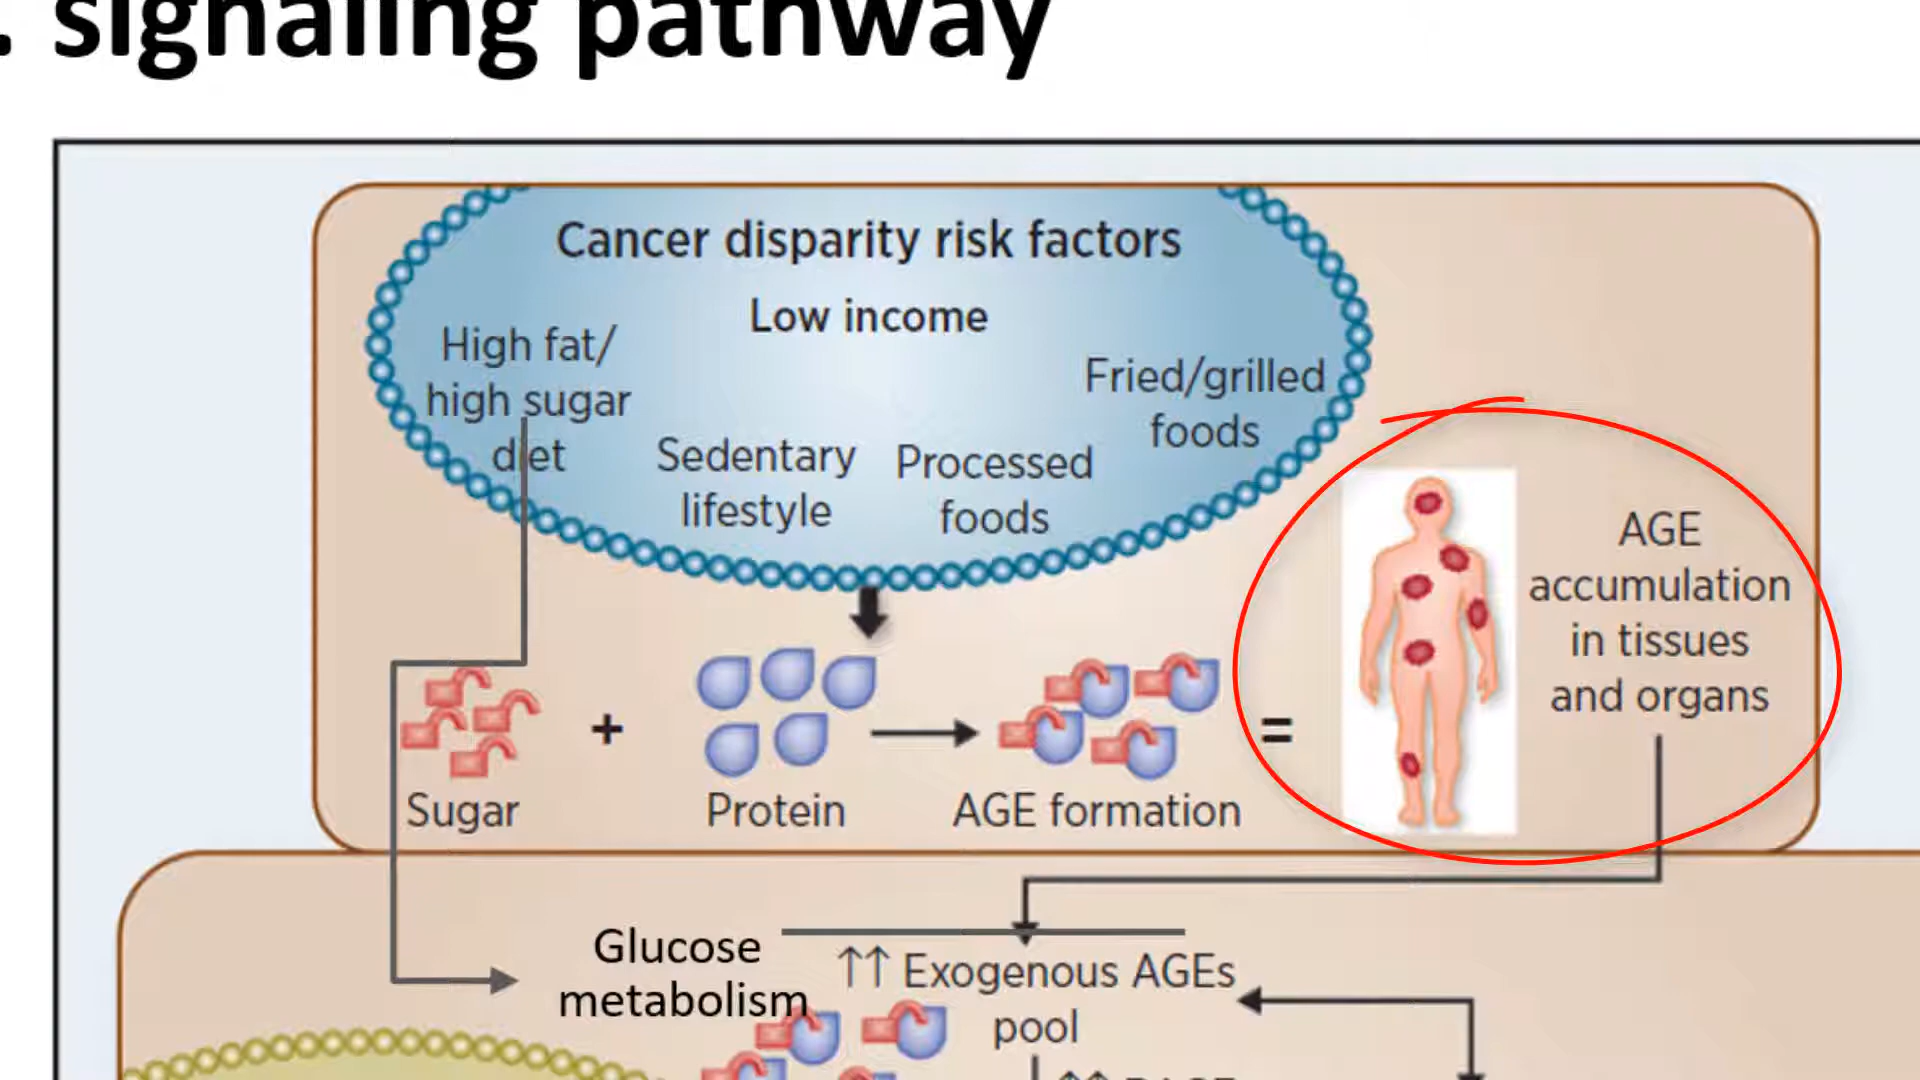 . signaling pathway
Cancer disparity risk factors
Low income
High fat/
high sugar
diet
Sedentary
lifestyle
Processed
foods
Fried/grilled
foods
AGE
accumulation
in tissues
and organs
+
=
Sugar
Protein
AGE formation
Glucose
metabolism
↑↑ Exogenous AGEs
pool